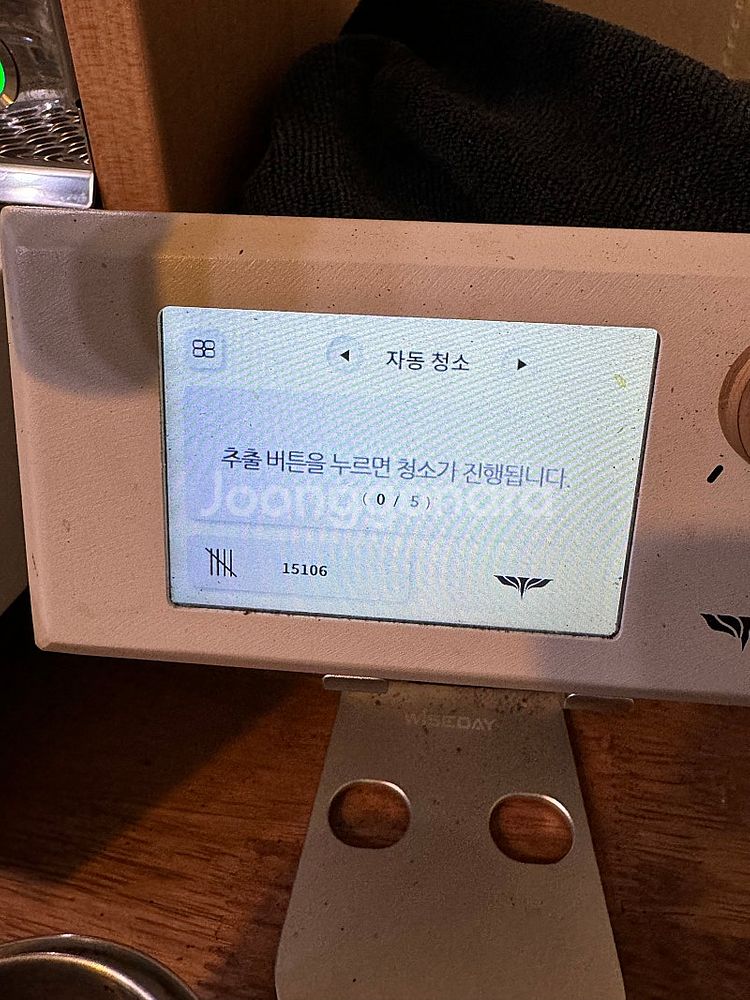 자동 청소
추출 버튼을 누르면 청소가 진행됩니다.
( 0 / 5 )
Joonggonara
15106
WiSEDAY